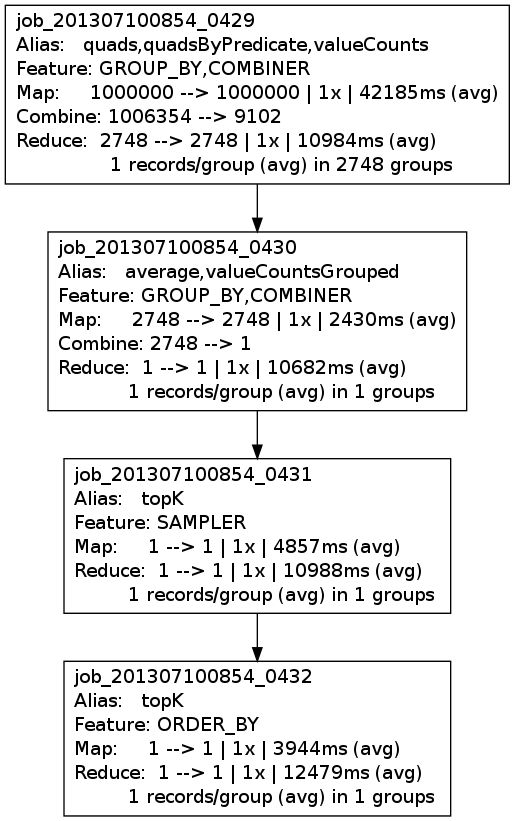 job_201307100854_0429
Alias: quads,quadsByPredicate,valueCounts
Feature: GROUP_BY,COMBINER
Map: 1000000 --> 1000000 | 1x | 42185ms (avg)
Combine: 1006354 --> 9102
Reduce: 2748 --> 2748 | 1x | 10984ms (avg)
1 records/group (avg) in 2748 groups
job_201307100854_0430
Alias: average,valueCountsGrouped
Feature: GROUP_BY,COMBINER
Map: 2748 --> 2748 | 1x | 2430ms (avg)
Combine: 2748 --> 1
Reduce: 1 --> 1 | 1x | 10682ms (avg)
1 records/group (avg) in 1 groups
job_201307100854_0431
Alias: topK
Feature: SAMPLER
Map: 1 --> 1 | 1x | 4857ms (avg)
Reduce: 1 --> 1 | 1x | 10988ms (avg)
1 records/group (avg) in 1 groups
job_201307100854_0432
Alias: topK
Feature: ORDER_BY
Map: 1 --> 1 | 1x | 3944ms (avg)
Reduce: 1 --> 1 | 1x | 12479ms (avg)
1 records/group (avg) in 1 groups